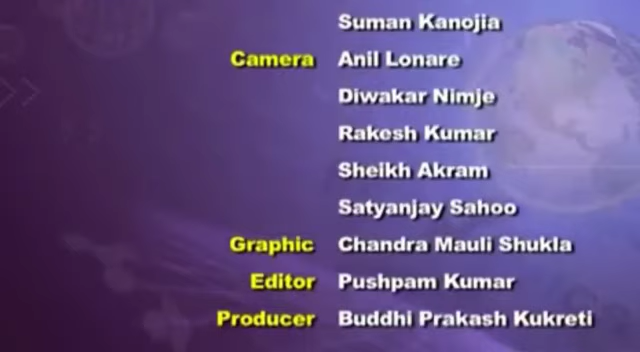 Suman Kanojia
Camera Anil Lonare
Diwakar Nimje
Rakesh Kumar
Sheikh Akram
Satyanjay Sahoo
Graphic Chandra Mauli Shukla
Editor Pushpam Kumar
Producer Buddhi Prakash Kukreti